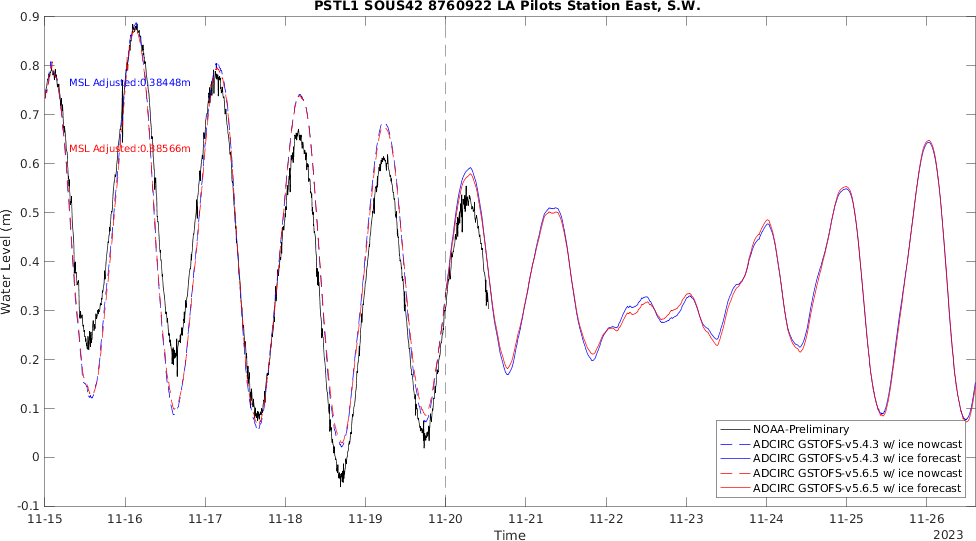 PSTL1 SOUS42 8760922 LA Pilots Station East, S.W.
0.9
0.8
0.7
0.6
0.5
0.4
0.3
0.2
0.1
0
-0.1
Water Level (m)
MSL Adjusted:0.38448m
MSL Adjusted:0.38566m
NOAA-Preliminary
ADCIRC GSTOFS-v5.4.3 w/ ice nowcast
ADCIRC GSTOFS-v5.4.3 w/ ice forecast
ADCIRC GSTOFS-v5.6.5 w/ ice nowcast
ADCIRC GSTOFS-v5.6.5 w/ ice forecast
11-15 11-16 11-17 11-18 11-19 11-20 11-21 11-22 11-23 11-24 11-25 11-26
Time 2023